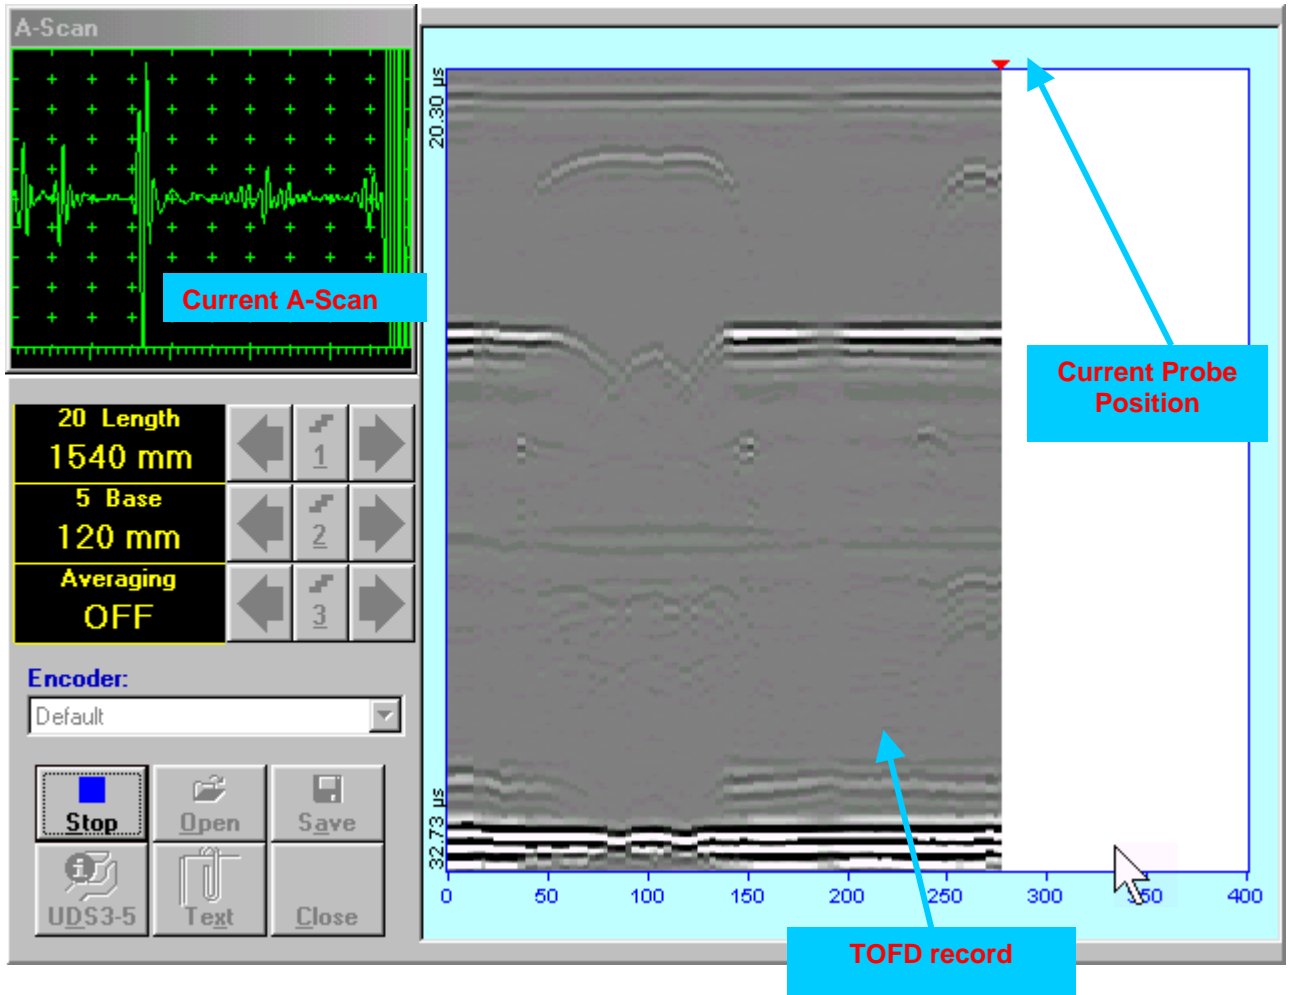 A-Scan
Current A-Scan
20 Length
1540 mm
1
5 Base
120 mm
2
Averaging
OFF
3
Encoder:
Default
Stop
Open
Save
UDS3-5
Text
Close
20.30 µs
32.73 µs
0 50 100 150 200 250 300 350 400
Current Probe
Position
TOFD record